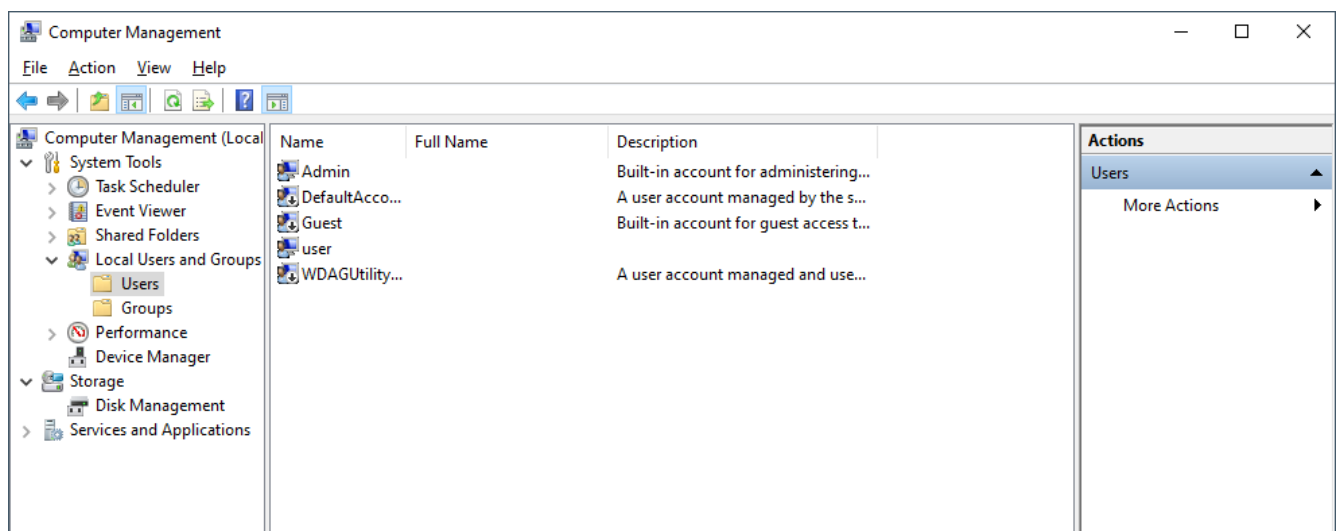 Computer Management
File Action View Help
Computer Management (Local
System Tools
Task Scheduler
Event Viewer
Shared Folders
Local Users and Groups
Users
Groups
Performance
Device Manager
Storage
Disk Management
Services and Applications
Name Full Name Description
Admin Built-in account for administering...
DefaultAcco... A user account managed by the s...
Guest Built-in account for guest access t...
user
WDAGUtility... A user account managed and use...
Actions
Users
More Actions